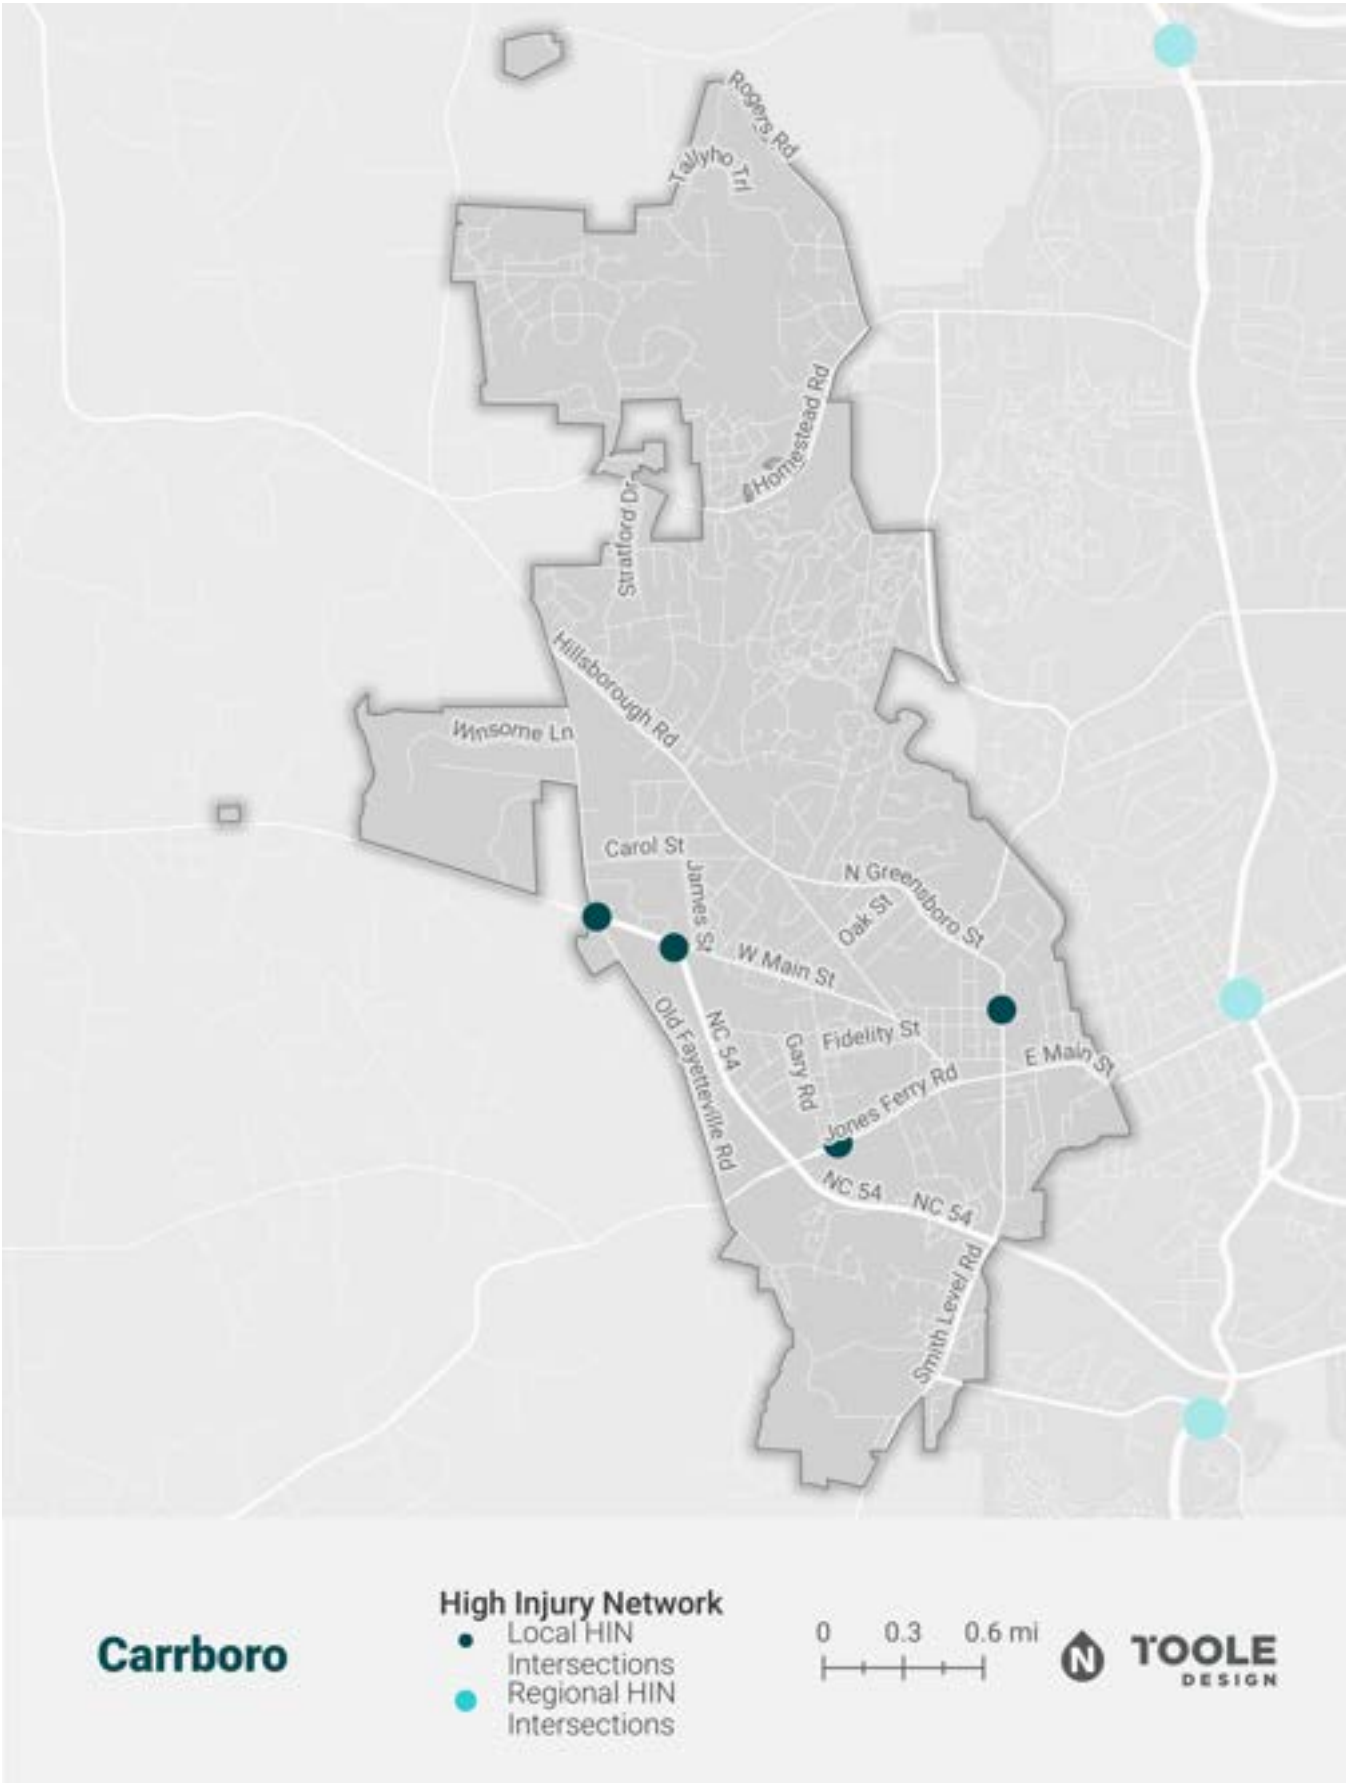 Rogers Rd
Tallyho Trl
Homestead Rd
Stratford Dr
Hillsborough Rd
Winsome Ln
Carol St
James St
N Greensboro St
Oak St
W Main St
Old Fayetteville Rd
NC 54
Gary Rd
Fidelity St
E Main St
Jones Ferry Rd
NC 54
NC 54
Smith Level Rd
Carrboro
High Injury Network
Local HIN
Intersections
Regional HIN
Intersections
0 0.3 0.6 mi
N
TOOLE
DESIGN